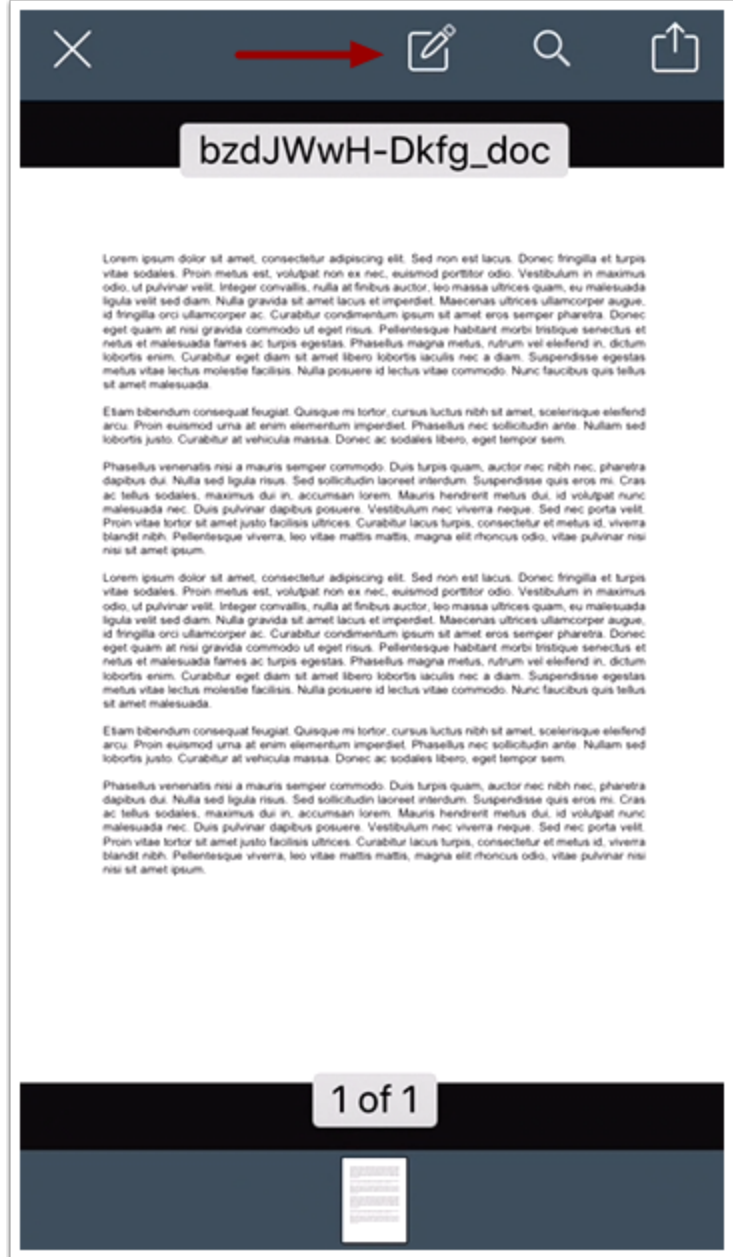 bzdJWwH-Dkfg_doc
Lorem ipsum dolor sit amet, consectetur adipiscing elit. Sed non est lacus. Donec fringilla et turpis
vitae sodales. Proin metus est, volutpat non ex nec, euismod porttitor odio. Vestibulum in maximus
odio, ut pulvinar velit. Integer convallis, nulla at finibus auctor, leo massa ultrices quam, eu malesuada
ligula velit sed diam. Nulla gravida sit amet lacus et imperdiet. Maecenas ultrices ullamcorper augue,
id fringilla orci ullamcorper ac. Curabitur condimentum ipsum sit amet eros semper pharetra. Donec
eget quam at nisi gravida commodo ut eget risus. Pellentesque habitant morbi tristique senectus et
netus et malesuada fames ac turpis egestas. Phasellus magna metus, rutrum vel eleifend in, dictum
lobortis enim. Curabitur eget diam sit amet libero lobortis iaculis nec a diam. Suspendisse egestas
metus vitae lectus molestie facilisis. Nulla posuere id lectus vitae commodo. Nunc faucibus quis tellus
sit amet malesuada.
Etiam bibendum consequat feugiat. Quisque mi tortor, cursus luctus nibh sit amet, scelerisque eleifend
arcu. Proin euismod urna at enim elementum imperdiet. Phasellus nec sollicitudin ante. Nullam sed
lobortis justo. Curabitur at vehicula massa. Donec ac sodales libero, eget tempor sem.
Phasellus venenatis nisi a mauris semper commodo. Duis turpis quam, auctor nec nibh nec, pharetra
dapibus dui. Nulla sed ligula risus. Sed sollicitudin laoreet interdum. Suspendisse quis eros mi. Cras
ac tellus sodales, maximus dui in, accumsan lorem. Mauris hendrerit metus dui, id volutpat nunc
malesuada nec. Duis pulvinar dapibus posuere. Vestibulum nec viverra neque. Sed nec porta velit.
Proin vitae tortor sit amet justo facilisis ultrices. Curabitur lacus turpis, consectetur et metus id, viverra
blandit nibh. Pellentesque viverra, leo vitae mattis mattis, magna elit rhoncus odio, vitae pulvinar nisi
nisi sit amet ipsum.
Lorem ipsum dolor sit amet, consectetur adipiscing elit. Sed non est lacus. Donec fringilla et turpis
vitae sodales. Proin metus est, volutpat non ex nec, euismod porttitor odio. Vestibulum in maximus
odio, ut pulvinar velit. Integer convallis, nulla at finibus auctor, leo massa ultrices quam, eu malesuada
ligula velit sed diam. Nulla gravida sit amet lacus et imperdiet. Maecenas ultrices ullamcorper augue,
id fringilla orci ullamcorper ac. Curabitur condimentum ipsum sit amet eros semper pharetra. Donec
eget quam at nisi gravida commodo ut eget risus. Pellentesque habitant morbi tristique senectus et
netus et malesuada fames ac turpis egestas. Phasellus magna metus, rutrum vel eleifend in, dictum
lobortis enim. Curabitur eget diam sit amet libero lobortis iaculis nec a diam. Suspendisse egestas
metus vitae lectus molestie facilisis. Nulla posuere id lectus vitae commodo. Nunc faucibus quis tellus
sit amet malesuada.
Etiam bibendum consequat feugiat. Quisque mi tortor, cursus luctus nibh sit amet, scelerisque eleifend
arcu. Proin euismod urna at enim elementum imperdiet. Phasellus nec sollicitudin ante. Nullam sed
lobortis justo. Curabitur at vehicula massa. Donec ac sodales libero, eget tempor sem.
Phasellus venenatis nisi a mauris semper commodo. Duis turpis quam, auctor nec nibh nec, pharetra
dapibus dui. Nulla sed ligula risus. Sed sollicitudin laoreet interdum. Suspendisse quis eros mi. Cras
ac tellus sodales, maximus dui in, accumsan lorem. Mauris hendrerit metus dui, id volutpat nunc
malesuada nec. Duis pulvinar dapibus posuere. Vestibulum nec viverra neque. Sed nec porta velit.
Proin vitae tortor sit amet justo facilisis ultrices. Curabitur lacus turpis, consectetur et metus id, viverra
blandit nibh. Pellentesque viverra, leo vitae mattis mattis, magna elit rhoncus odio, vitae pulvinar nisi
nisi sit amet ipsum.
1 of 1